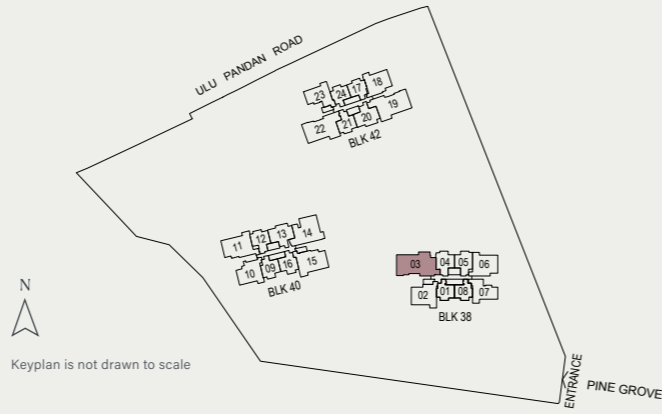 ULU PANDAN ROAD
23 24 17 18
22 21 20 19
BLK 42
11 12 13 14
10 09 16 15
BLK 40
03 04 05 06
02 01 08 07
BLK 38
N
Keyplan is not drawn to scale
ENTRANCE
PINE GROVE